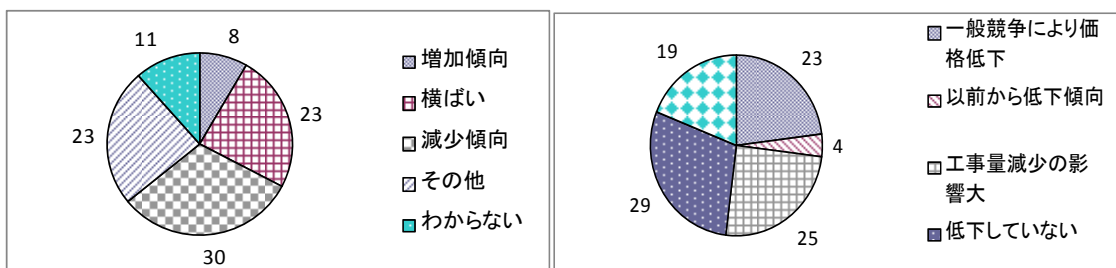 11
8
23
23
30
増加傾向
横ばい
減少傾向
その他
わからない
19
23
4
29
25
一般競争により価
格低下
以前から低下傾向
工事量減少の影
響大
低下していない